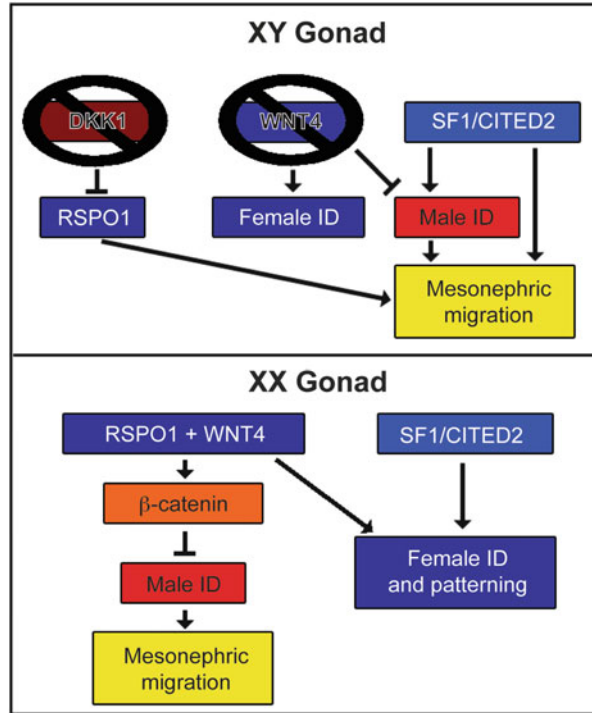 XY Gonad
DKK1
WNT4
SF1/CITED2
RSPO1
Female ID
Male ID
Mesonephric
migration
XX Gonad
RSPO1 + WNT4
SF1/CITED2
β-catenin
Male ID
Female ID
and patterning
Mesonephric
migration